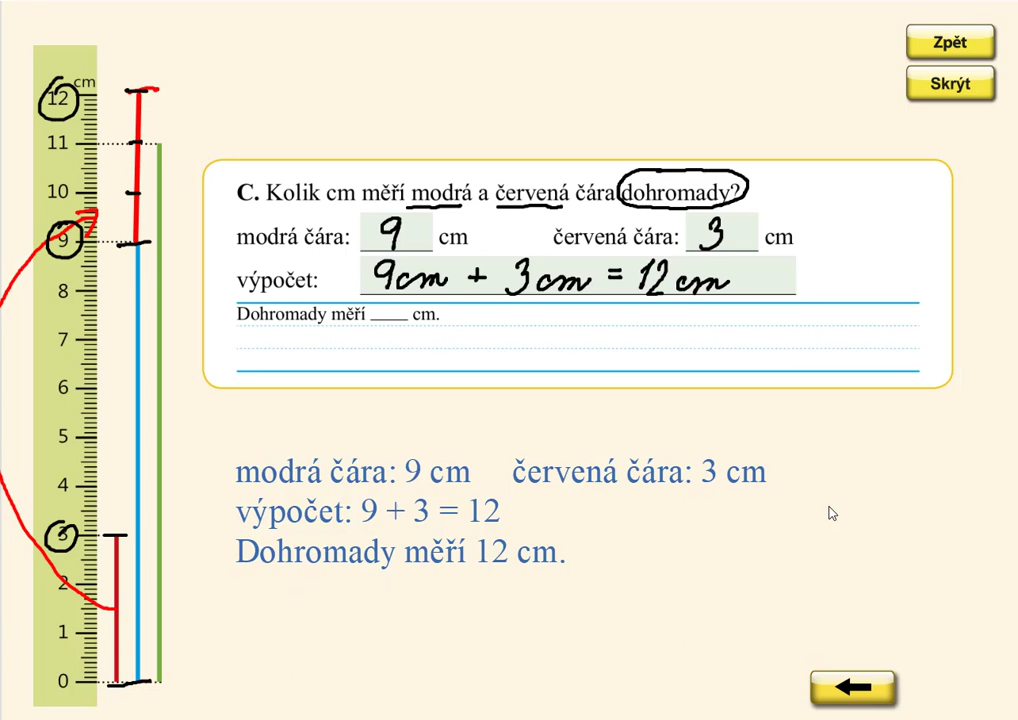 Zpět
Skrýt
cm
12
11
10
9
8
7
6
5
4
3
2
1
0
C. Kolik cm měří modrá a červená čára dohromady?
modrá čára: 9 cm červená čára: 3 cm
výpočet: 9cm + 3cm = 12cm
Dohromady měří ____ cm.
modrá čára: 9 cm červená čára: 3 cm
výpočet: 9 + 3 = 12
Dohromady měří 12 cm.